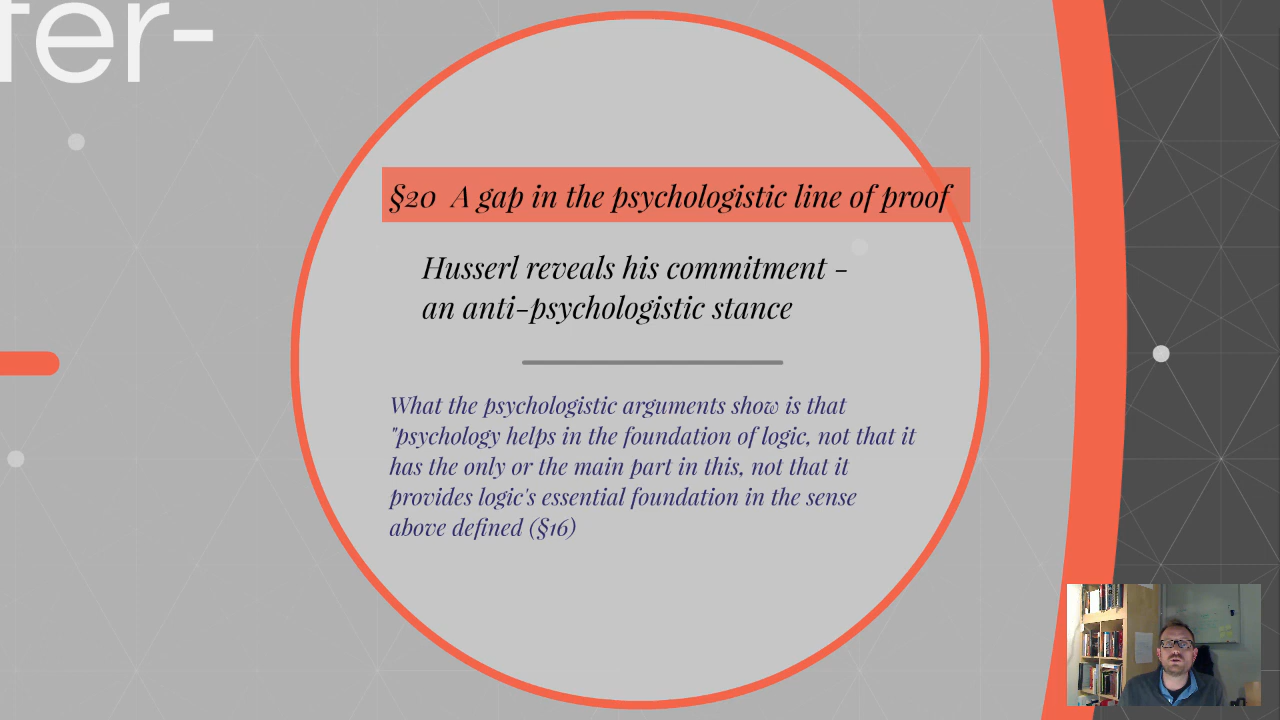 fer-
§20 A gap in the psychologistic line of proof
Husserl reveals his commitment -
an anti-psychologistic stance
What the psychologistic arguments show is that
"psychology helps in the foundation of logic, not that it
has the only or the main part in this, not that it
provides logic's essential foundation in the sense
above defined (§16)